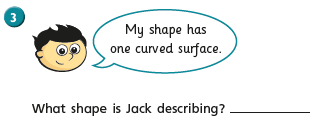 3
My shape has
one curved surface.
What shape is Jack describing?